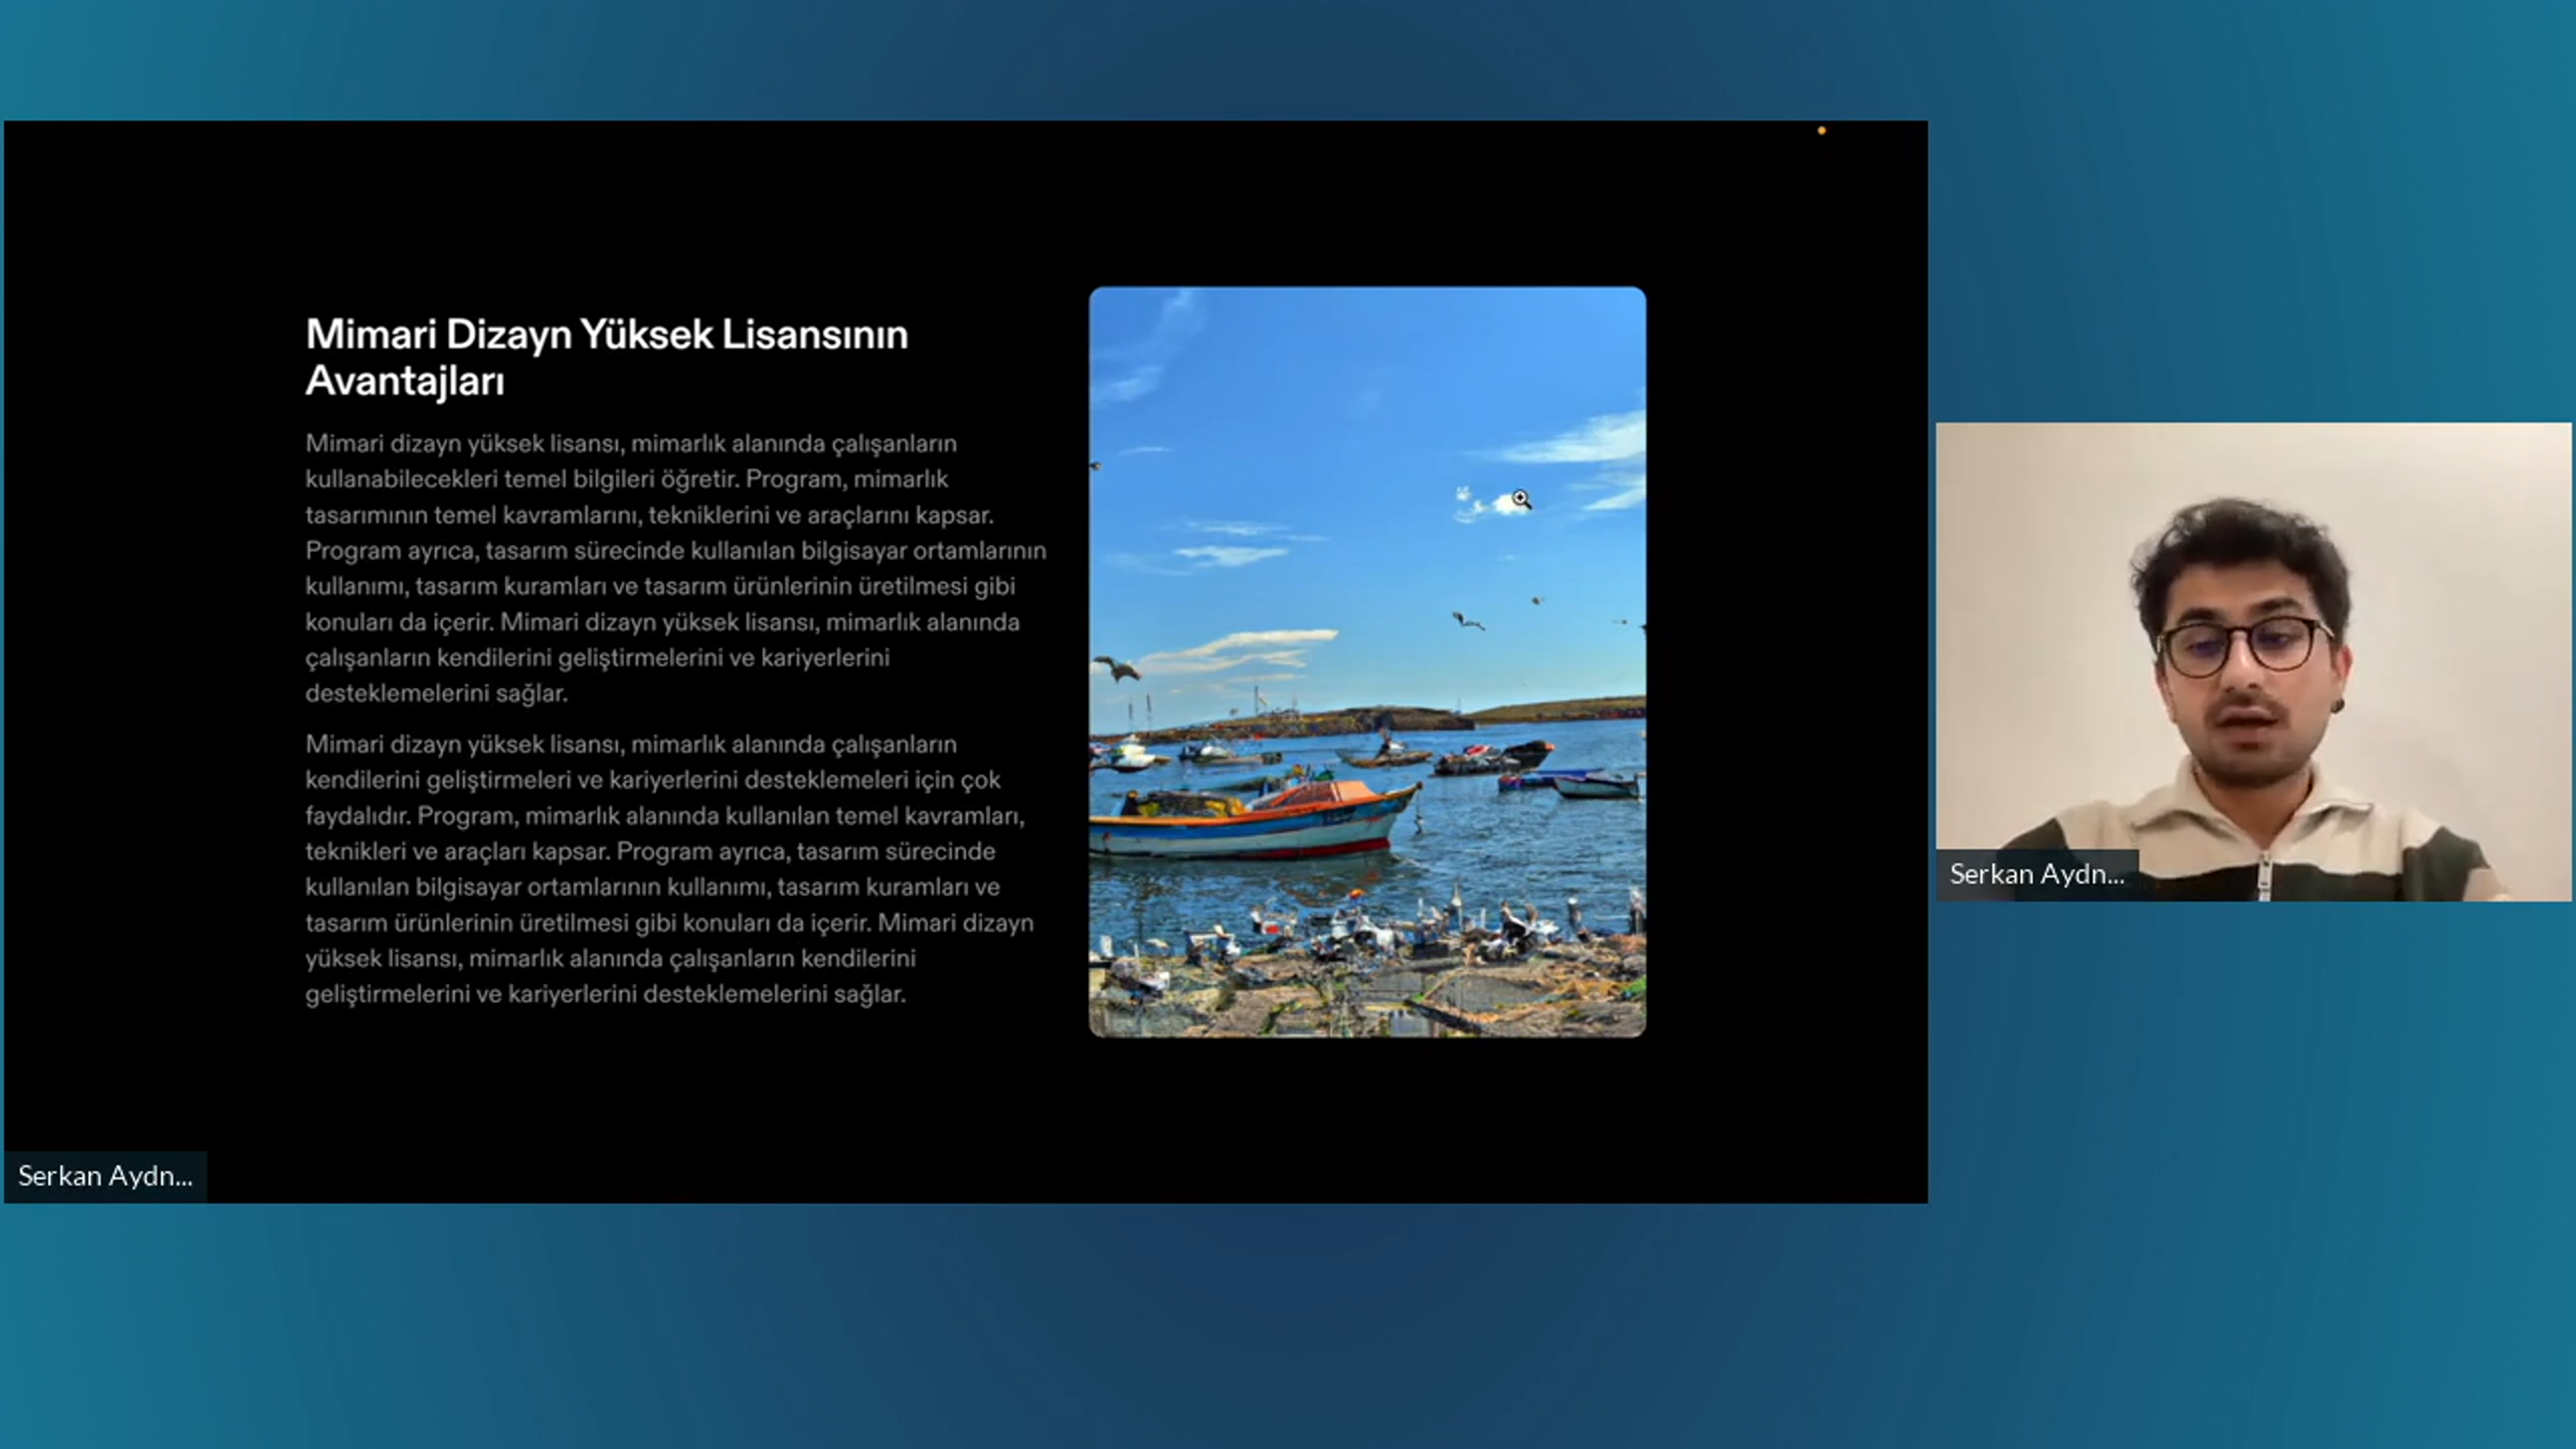 Mimari Dizayn Yüksek Lisansının
Avantajları
Mimari dizayn yüksek lisansı, mimarlık alanında çalışanların
kullanabilecekleri temel bilgileri öğretir. Program, mimarlık
tasarımının temel kavramlarını, tekniklerini ve araçlarını kapsar.
Program ayrıca, tasarım sürecinde kullanılan bilgisayar ortamlarının
kullanımı, tasarım kuramları ve tasarım ürünlerinin üretilmesi gibi
konuları da içerir. Mimari dizayn yüksek lisansı, mimarlık alanında
çalışanların kendilerini geliştirmelerini ve kariyerlerini
desteklemelerini sağlar.
Mimari dizayn yüksek lisansı, mimarlık alanında çalışanların
kendilerini geliştirmeleri ve kariyerlerini desteklemeleri için çok
faydalıdır. Program, mimarlık alanında kullanılan temel kavramları,
teknikleri ve araçları kapsar. Program ayrıca, tasarım sürecinde
kullanılan bilgisayar ortamlarının kullanımı, tasarım kuramları ve
tasarım ürünlerinin üretilmesi gibi konuları da içerir. Mimari dizayn
yüksek lisansı, mimarlık alanında çalışanların kendilerini
geliştirmelerini ve kariyerlerini desteklemelerini sağlar.
Serkan Aydn...
Serkan Aydn...